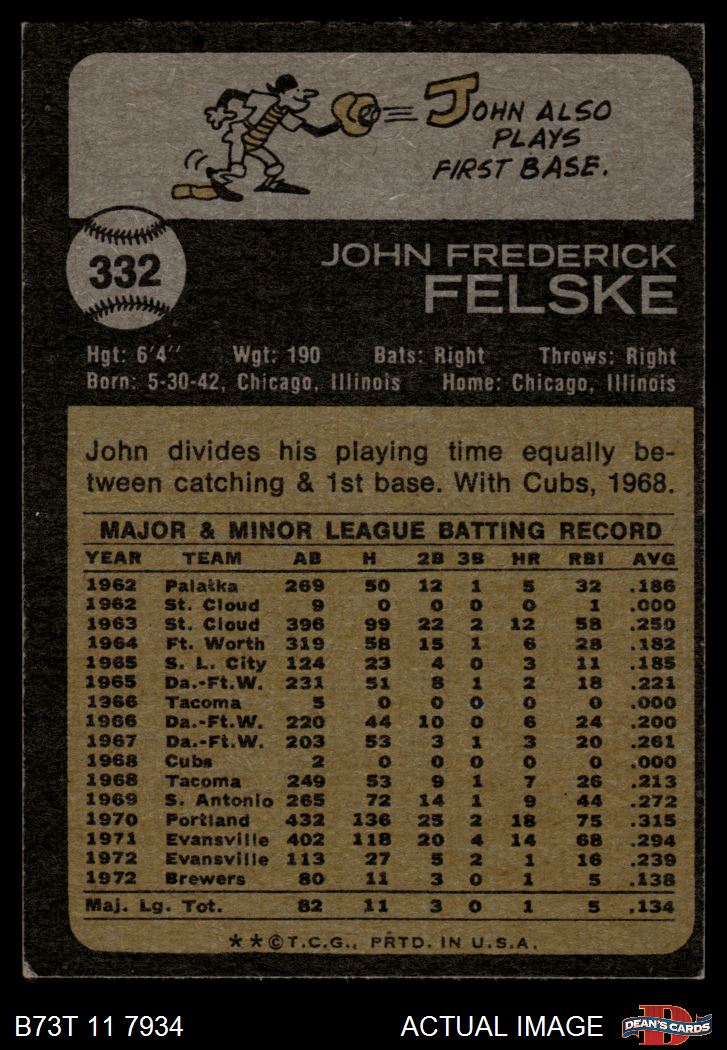 JOHN ALSO
PLAYS
FIRST BASE.
332
JOHN FREDERICK
FELSKE
Hgt: 6'4" Wgt: 190 Bats: Right Throws: Right
Born: 5-30-42, Chicago, Illinois Home: Chicago, Illinois
John divides his playing time equally be-
tween catching & 1st base. With Cubs, 1968.
MAJOR & MINOR LEAGUE BATTING RECORD
YEAR TEAM AB H 2B 3B HR RBI AVG
1962 Palatka 269 50 12 1 5 32 .186
1962 St. Cloud 9 0 0 0 0 1 .000
1963 St. Cloud 396 99 22 2 12 58 .250
1964 Ft. Worth 319 58 15 1 6 28 .182
1965 S. L. City 124 23 4 0 3 11 .185
1965 Da.-Ft.W. 231 51 8 1 2 18 .221
1966 Tacoma 5 0 0 0 0 0 .000
1966 Da.-Ft.W. 220 44 10 0 6 24 .200
1967 Da.-Ft.W. 203 53 3 1 3 20 .261
1968 Cubs 2 0 0 0 0 0 .000
1968 Tacoma 249 53 9 1 7 26 .213
1969 S. Antonio 265 72 14 1 9 44 .272
1970 Portland 432 136 25 2 18 75 .315
1971 Evansville 402 118 20 4 14 68 .294
1972 Evansville 113 27 5 2 1 16 .239
1972 Brewers 80 11 3 0 1 5 .138
Maj. Lg. Tot. 82 11 3 0 1 5 .134
**©T.C.G., PRTD. IN U.S.A.
B73T 11 7934 ACTUAL IMAGE D DEAN'S CARDS